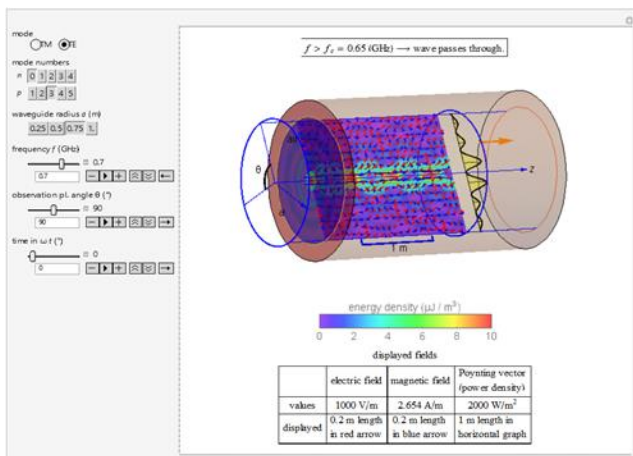 mode
TM TE
mode numbers
n 0 1 2 3 4
p 1 2 3 4 5
waveguide radius a (m)
0.25 0.5 0.75 1.
frequency f (GHz)
0.7
0.7
observation pl. angle θ (°)
90
90
time in ω t (°)
0
0
f > fc = 0.65 (GHz) ⟶ wave passes through.
θ
a
z
1 m
energy density (μJ / m³)
0 2 4 6 8 10
displayed fields
electric field magnetic field Poynting vector (power density)
values 1000 V/m 2.654 A/m 2000 W/m²
displayed 0.2 m length in red arrow 0.2 m length in blue arrow 1 m length in horizontal graph